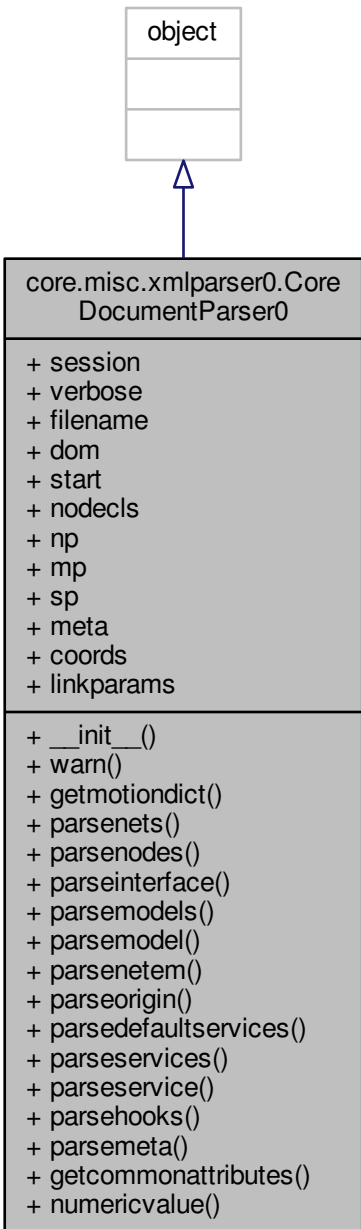 object
core.misc.xmlparser0.Core
DocumentParser0
+ session
+ verbose
+ filename
+ dom
+ start
+ nodecls
+ np
+ mp
+ sp
+ meta
+ coords
+ linkparams
+ __init__()
+ warn()
+ getmotiondict()
+ parsenets()
+ parsenodes()
+ parseinterface()
+ parsemodels()
+ parsemodel()
+ parsenetem()
+ parseorigin()
+ parsedefaultservices()
+ parseservices()
+ parseservice()
+ parsehooks()
+ parsemeta()
+ getcommonattributes()
+ numericvalue()